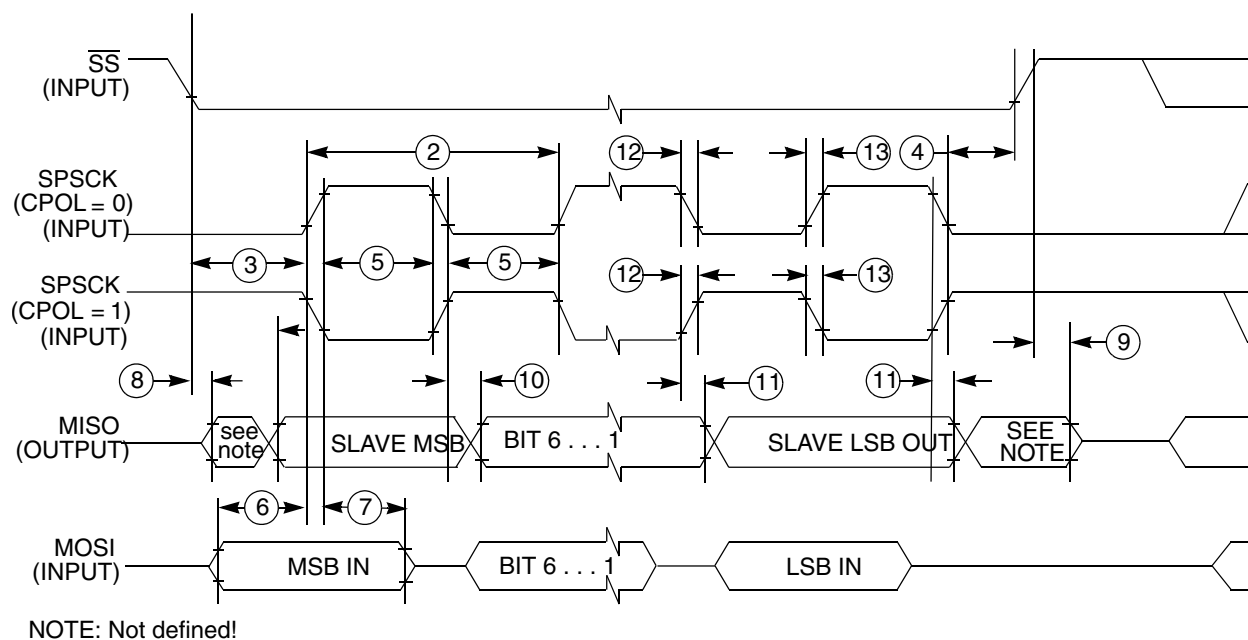 SS
(INPUT)
2
12
13
4
SPSCK
(CPOL = 0)
(INPUT)
3
5
5
12
13
SPSCK
(CPOL = 1)
(INPUT)
9
8
10
11
11
MISO
(OUTPUT)
see
note
SLAVE MSB
BIT 6 . . . 1
SLAVE LSB OUT
SEE
NOTE
6
7
MOSI
(INPUT)
MSB IN
BIT 6 . . . 1
LSB IN
NOTE: Not defined!